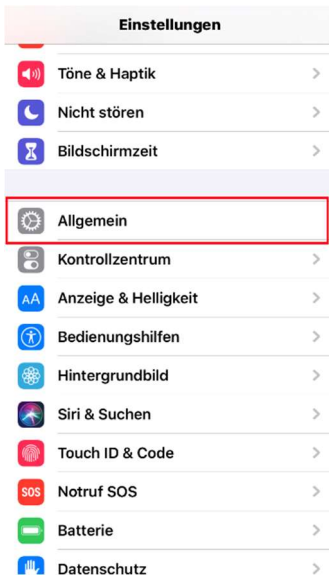 Einstellungen
Töne & Haptik
Nicht stören
Bildschirmzeit
Allgemein
Kontrollzentrum
AA Anzeige & Helligkeit
Bedienungshilfen
Hintergrundbild
Siri & Suchen
Touch ID & Code
SOS Notruf SOS
Batterie
Datenschutz